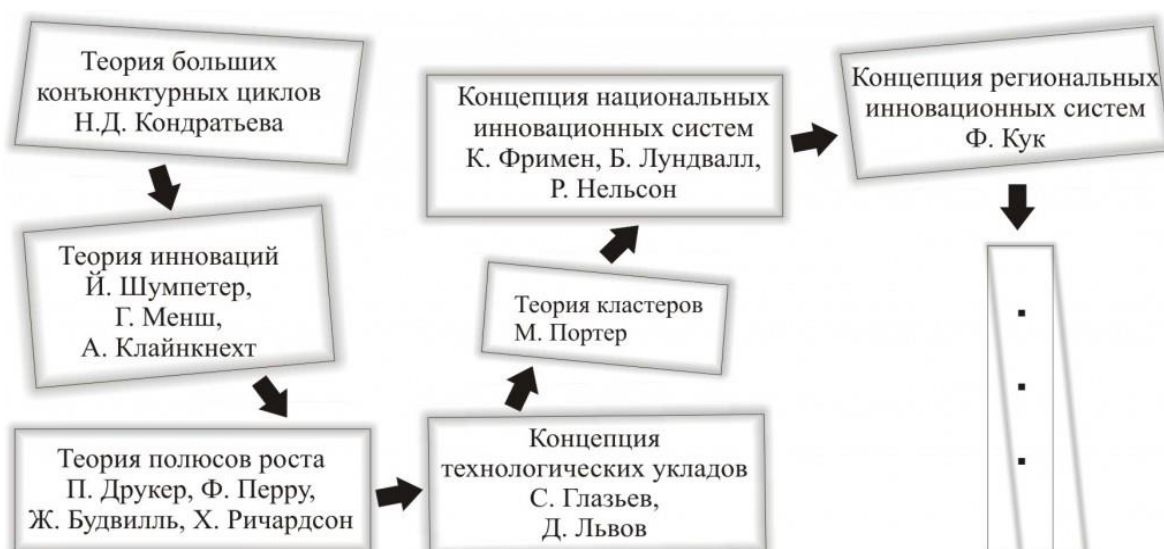 Теория больших
конъюнктурных циклов
Н.Д. Кондратьева
Теория инноваций
Й. Шумпетер,
Г. Менш,
А. Клайнкнехт
Теория полюсов роста
П. Друкер, Ф. Перру,
Ж. Будвилль, Х. Ричардсон
Концепция
технологических укладов
С. Глазьев,
Д. Львов
Теория кластеров
М. Портер
Концепция национальных
инновационных систем
К. Фримен, Б. Лундвалл,
Р. Нельсон
Концепция региональных
инновационных систем
Ф. Кук